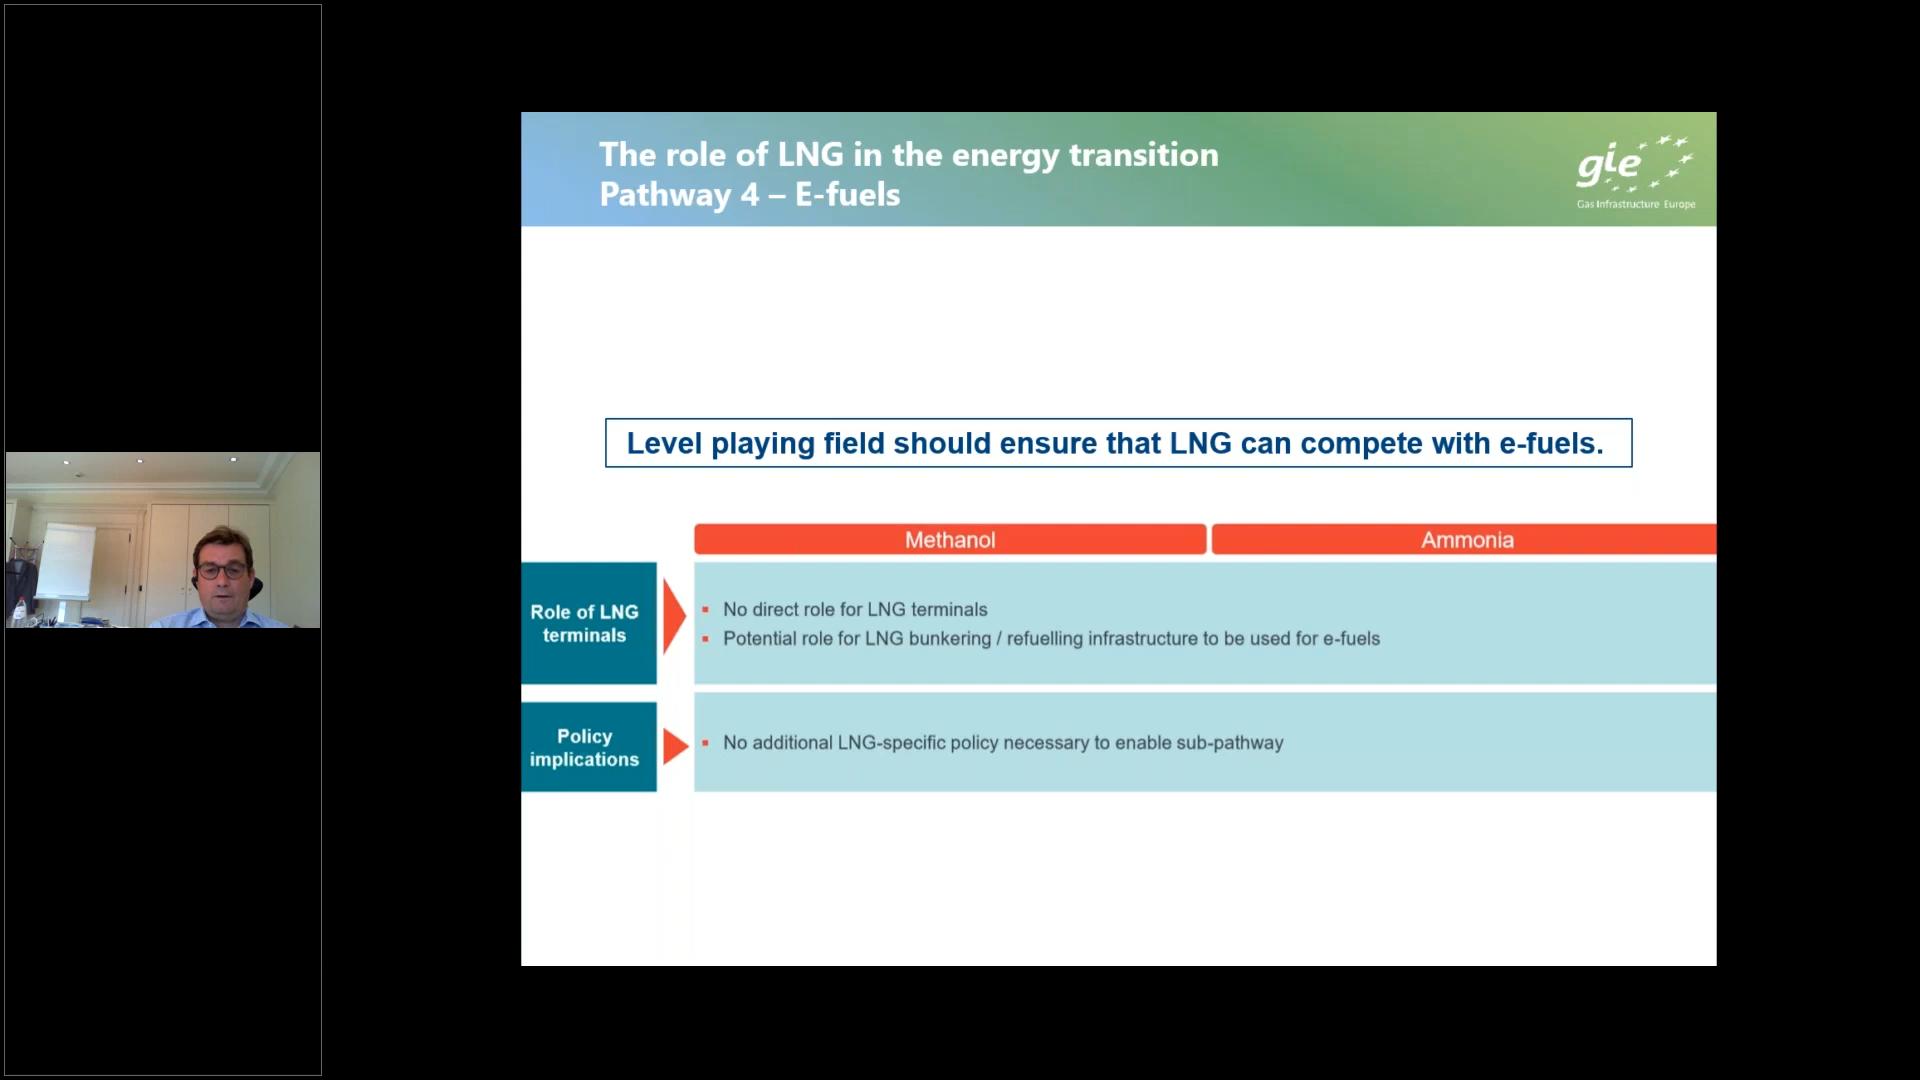 The role of LNG in the energy transition
Pathway 4 – E-fuels
gie
Gas Infrastructure Europe
Level playing field should ensure that LNG can compete with e-fuels.
Methanol
Ammonia
Role of LNG
terminals
▪ No direct role for LNG terminals
▪ Potential role for LNG bunkering / refuelling infrastructure to be used for e-fuels
Policy
implications
▪ No additional LNG-specific policy necessary to enable sub-pathway